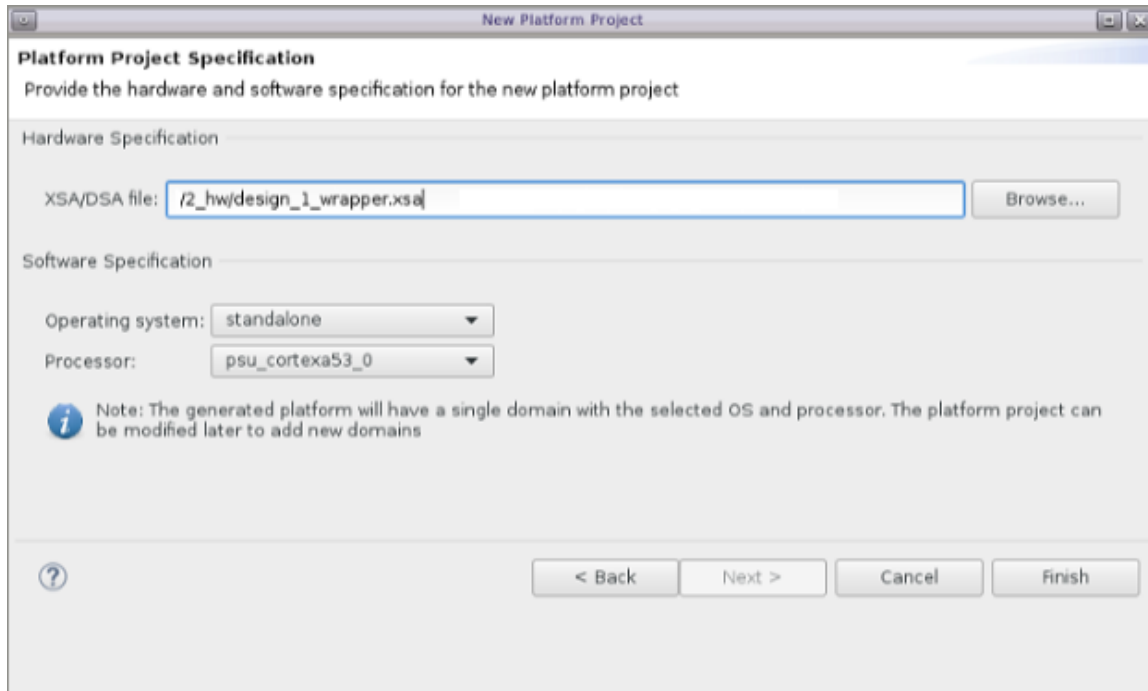 New Platform Project
Platform Project Specification
Provide the hardware and software specification for the new platform project
Hardware Specification
XSA/DSA file: /2_hw/design_1_wrapper.xsa Browse...
Software Specification
Operating system: standalone
Processor: psu_cortexa53_0
Note: The generated platform will have a single domain with the selected OS and processor. The platform project can
be modified later to add new domains
< Back Next > Cancel Finish